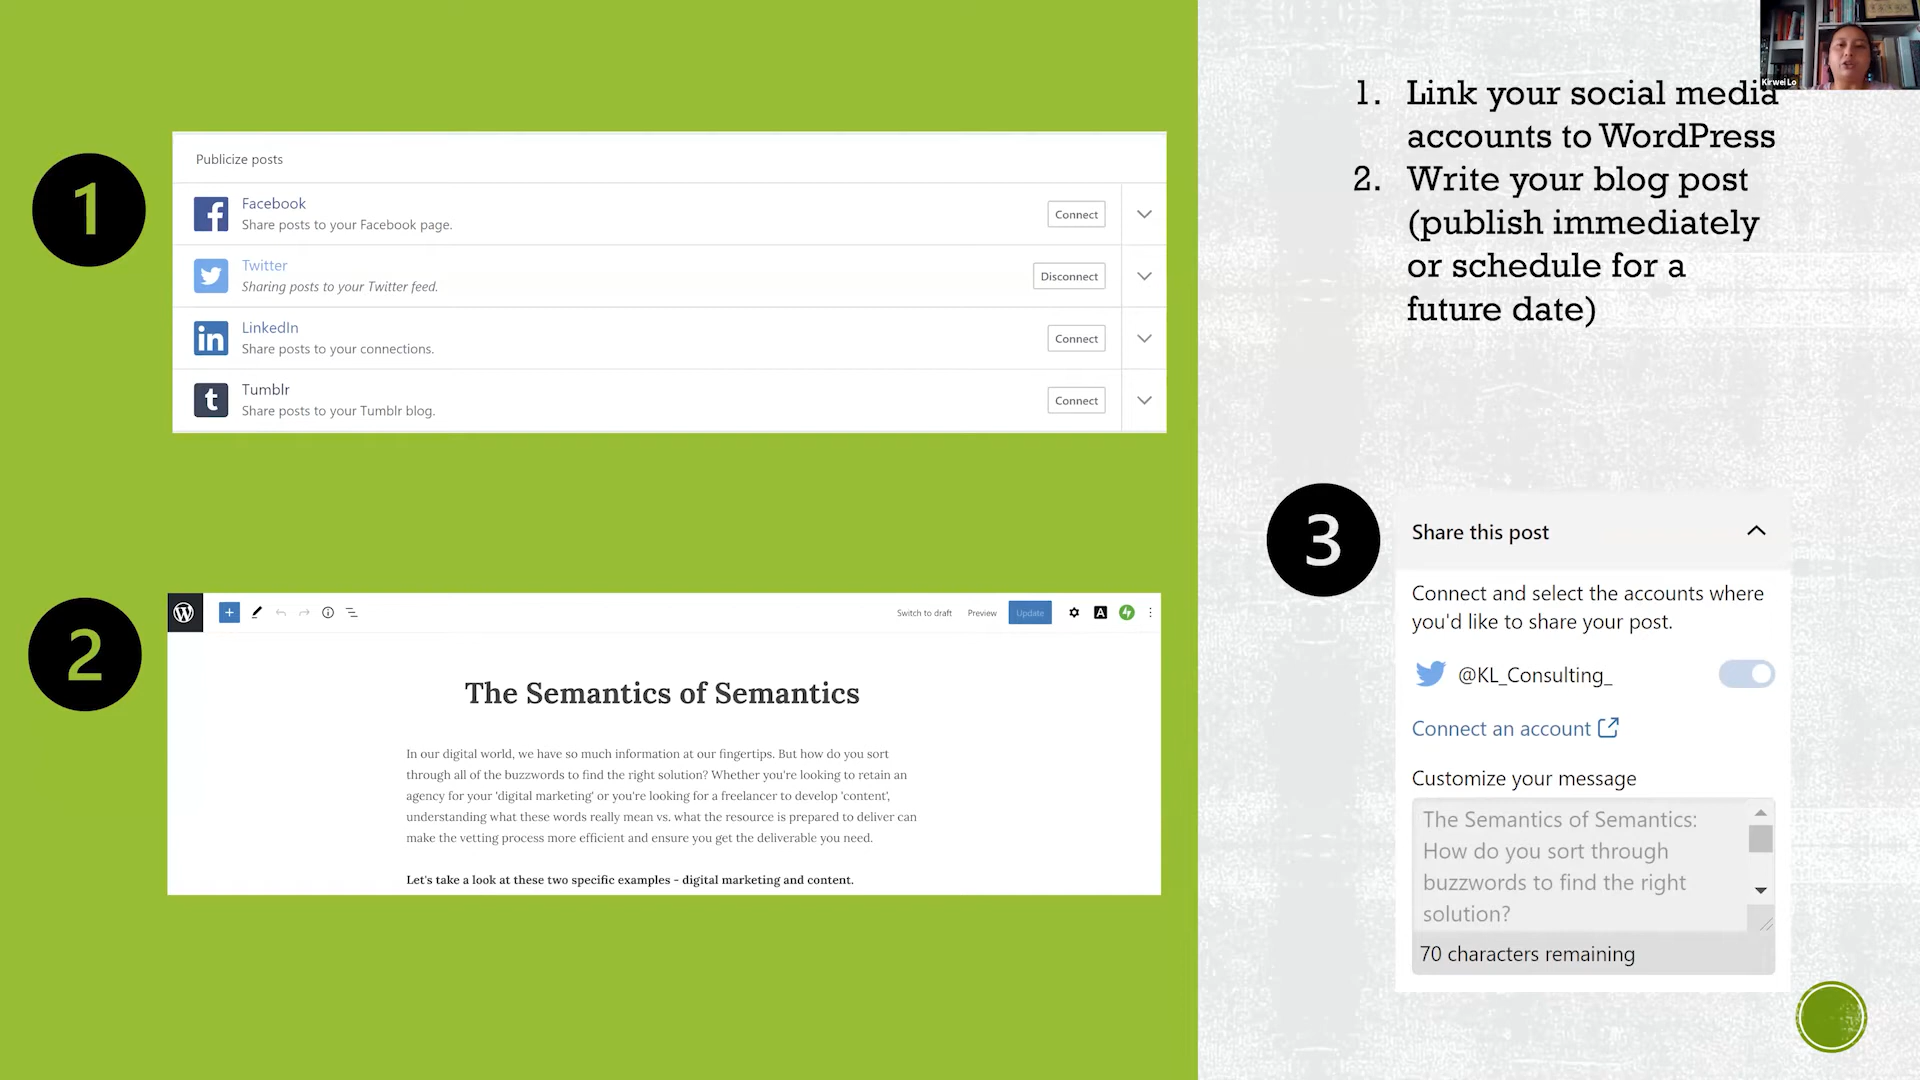 1
Publicize posts
Facebook
Share posts to your Facebook page.
Connect
Twitter
Sharing posts to your Twitter feed.
Disconnect
LinkedIn
Share posts to your connections.
Connect
Tumblr
Share posts to your Tumblr blog.
Connect
2
Switch to draft
Preview
Update
The Semantics of Semantics
In our digital world, we have so much information at our fingertips. But how do you sort
through all of the buzzwords to find the right solution? Whether you're looking to retain an
agency for your 'digital marketing' or you're looking for a freelancer to develop 'content',
understanding what these words really mean vs. what the resource is prepared to deliver can
make the vetting process more efficient and ensure you get the deliverable you need.
Let's take a look at these two specific examples - digital marketing and content.
Kirwei Lo
1. Link your social media
accounts to WordPress
2. Write your blog post
(publish immediately
or schedule for a
future date)
3
Share this post
Connect and select the accounts where
you'd like to share your post.
@KL_Consulting_
Connect an account
Customize your message
The Semantics of Semantics:
How do you sort through
buzzwords to find the right
solution?
70 characters remaining